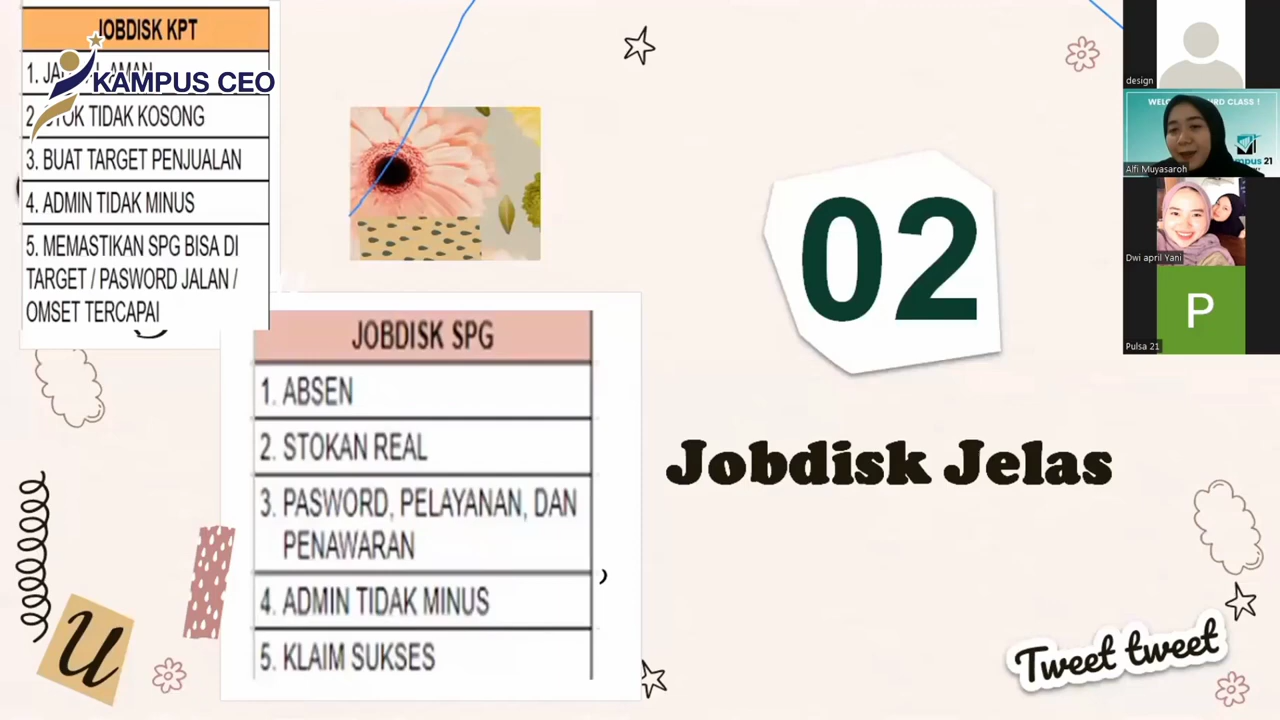 JOBDISK KPT
KAMPUS CEO
2. STOK TIDAK KOSONG
3. BUAT TARGET PENJUALAN
4. ADMIN TIDAK MINUS
5. MEMASTIKAN SPG BISA DI
TARGET / PASWORD JALAN /
OMSET TERCAPAI
JOBDISK SPG
1. ABSEN
2. STOKAN REAL
3. PASWORD, PELAYANAN, DAN
PENAWARAN
4. ADMIN TIDAK MINUS
5. KLAIM SUKSES
02
Jobdisk Jelas
u
Tweet tweet
design
Alfi Muyasaroh
21
Dwi april Yani
P
Pulsa 21